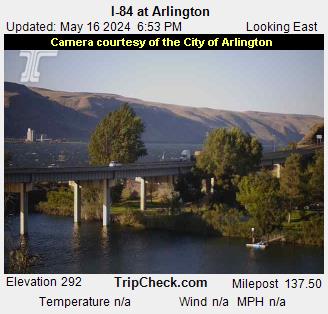 I-84 at Arlington
Updated: May 16 2024 6:53 PM Looking East
Camera courtesy of the City of Arlington
Elevation 292 TripCheck.com Milepost 137.50
Temperature n/a Wind n/a MPH n/a